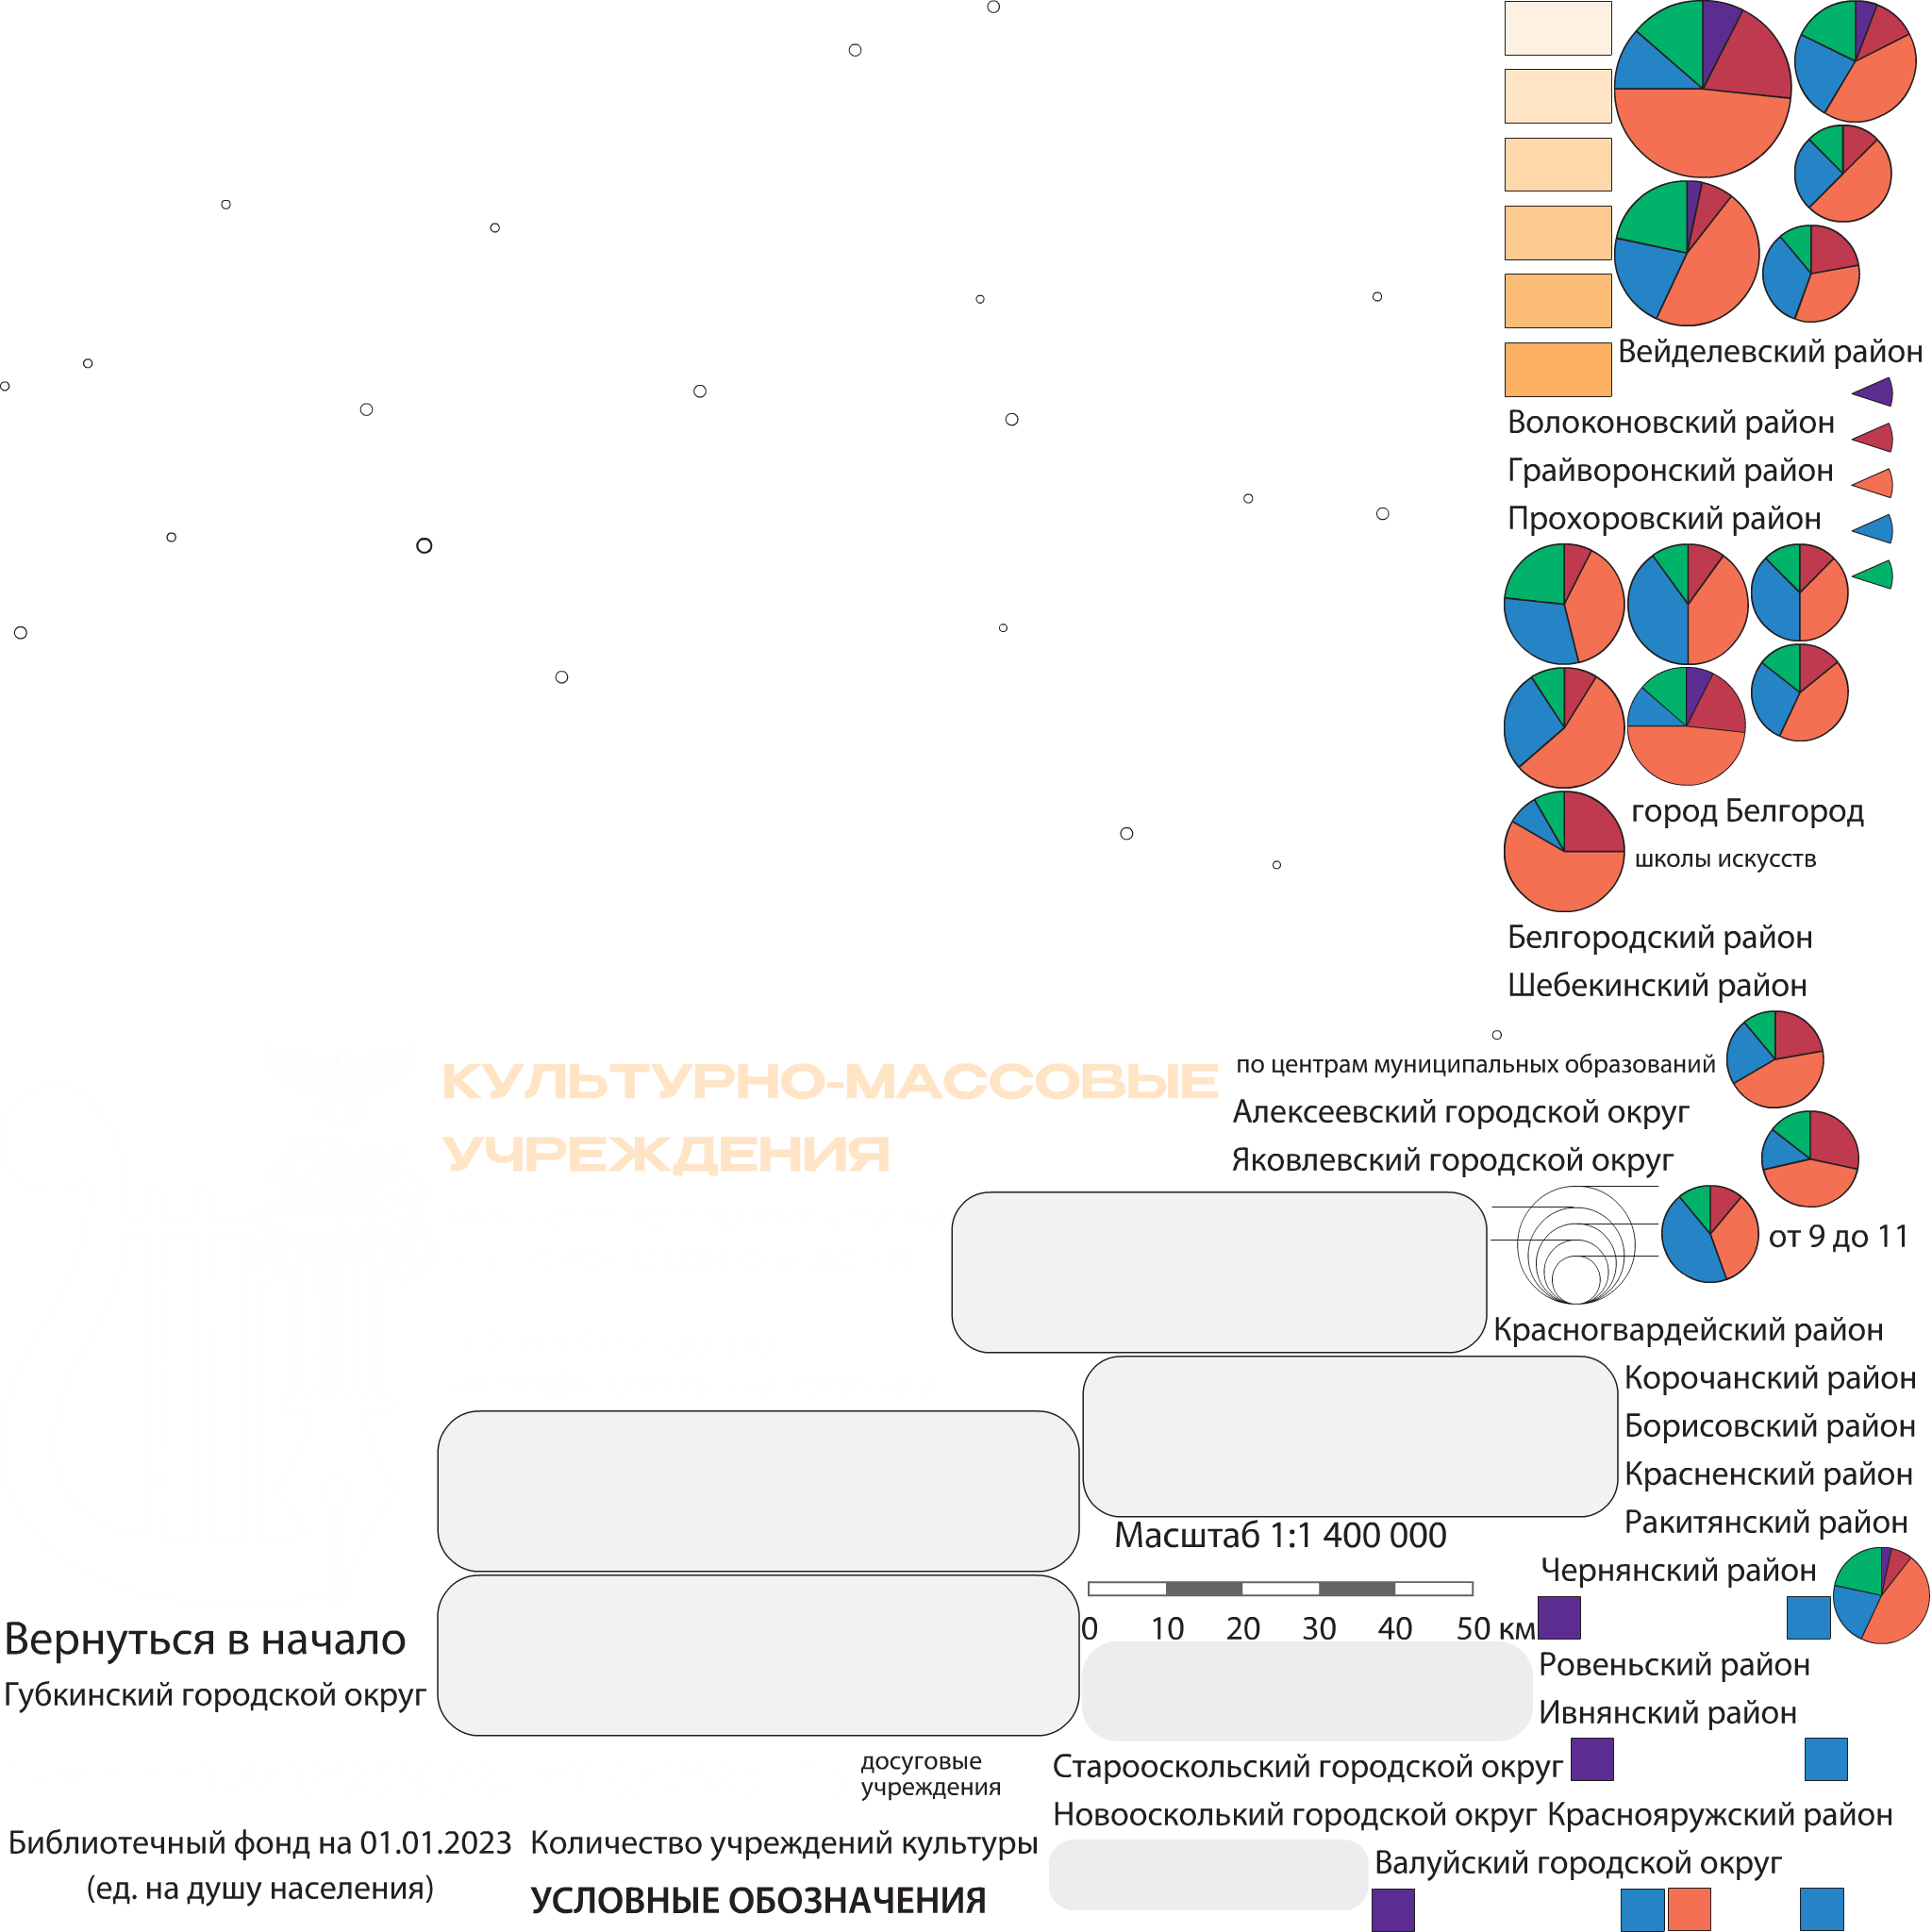 Вейделевский район
Волоконовский район
Грайворонский район
Прохоровский район
город Белгород
школы искусств
Белгородский район
Шебекинский район
КУЛЬТУРНО-МАССОВЫЕ
УЧРЕЖДЕНИЯ
по центрам муниципальных образований
Алексеевский городской округ
Яковлевский городской округ
от 9 до 11
Красногвардейский район
Корочанский район
Борисовский район
Красненский район
Ракитянский район
Масштаб 1:1 400 000
Чернянский район
0 10 20 30 40 50 км
Вернуться в начало
Ровеньский район
Губкинский городской округ
Ивнянский район
досуговые
учреждения
Старооскольский городской округ
Новооскольский городской округ
Краснояружский район
Библиотечный фонд на 01.01.2023
(ед. на душу населения)
Количество учреждений культуры
Валуйский городской округ
УСЛОВНЫЕ ОБОЗНАЧЕНИЯ